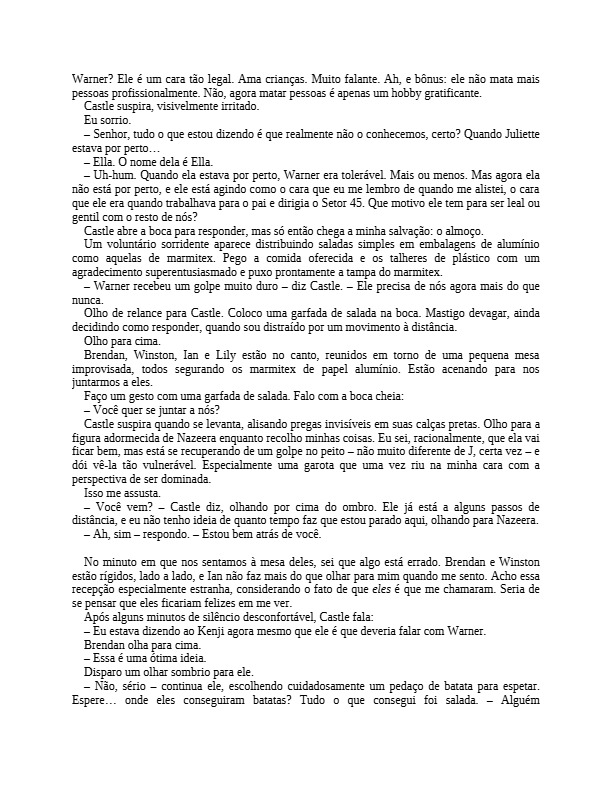 Warner? Ele é um cara tão legal. Ama crianças. Muito falante. Ah, e bônus: ele não mata mais
pessoas profissionalmente. Não, agora matar pessoas é apenas um hobby gratificante.
Castle suspira, visivelmente irritado.
Eu sorrio.
– Senhor, tudo o que estou dizendo é que realmente não o conhecemos, certo? Quando Juliette
estava por perto…
– Ella. O nome dela é Ella.
– Uh-hum. Quando ela estava por perto, Warner era tolerável. Mais ou menos. Mas agora ela
não está por perto, e ele está agindo como o cara que eu me lembro de quando me alistei, o cara
que ele era quando trabalhava para o pai e dirigia o Setor 45. Que motivo ele tem para ser leal ou
gentil com o resto de nós?
Castle abre a boca para responder, mas só então chega a minha salvação: o almoço.
Um voluntário sorridente aparece distribuindo saladas simples em embalagens de alumínio
como aquelas de marmitex. Pego a comida oferecida e os talheres de plástico com um
agradecimento superentusiasmado e puxo prontamente a tampa do marmitex.
– Warner recebeu um golpe muito duro – diz Castle. – Ele precisa de nós agora mais do que
nunca.
Olho de relance para Castle. Coloco uma garfada de salada na boca. Mastigo devagar, ainda
decidindo como responder, quando sou distraído por um movimento à distância.
Olho para cima.
Brendan, Winston, Ian e Lily estão no canto, reunidos em torno de uma pequena mesa
improvisada, todos segurando os marmitex de papel alumínio. Estão acenando para nos
juntarmos a eles.
Faço um gesto com uma garfada de salada. Falo com a boca cheia:
– Você quer se juntar a nós?
Castle suspira quando se levanta, alisando pregas invisíveis em suas calças pretas. Olho para a
figura adormecida de Nazeera enquanto recolho minhas coisas. Eu sei, racionalmente, que ela vai
ficar bem, mas está se recuperando de um golpe no peito – não muito diferente de J, certa vez – e
dói vê-la tão vulnerável. Especialmente uma garota que uma vez riu na minha cara com a
perspectiva de ser dominada.
Isso me assusta.
– Você vem? – Castle diz, olhando por cima do ombro. Ele já está a alguns passos de
distância, e eu não tenho ideia de quanto tempo faz que estou parado aqui, olhando para Nazeera.
– Ah, sim – respondo. – Estou bem atrás de você.
No minuto em que nos sentamos à mesa deles, sei que algo está errado. Brendan e Winston
estão rígidos, lado a lado, e Ian não faz mais do que olhar para mim quando me sento. Acho essa
recepção especialmente estranha, considerando o fato de que eles é que me chamaram. Seria de
se pensar que eles ficariam felizes em me ver.
Após alguns minutos de silêncio desconfortável, Castle fala:
– Eu estava dizendo ao Kenji agora mesmo que ele é que deveria falar com Warner.
Brendan olha para cima.
– Essa é uma ótima ideia.
Disparo um olhar sombrio para ele.
– Não, sério – continua ele, escolhendo cuidadosamente um pedaço de batata para espetar.
Espere… onde eles conseguiram batatas? Tudo o que consegui foi salada. – Alguém